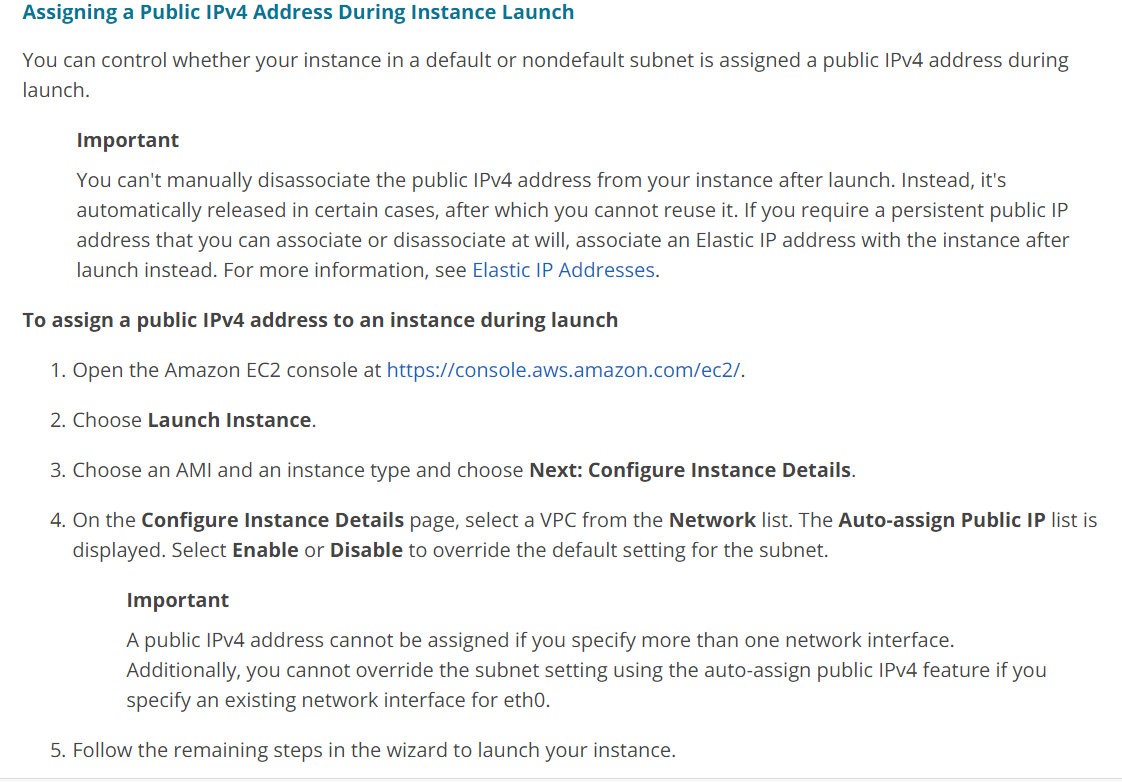 Assigning a Public IPv4 Address During Instance Launch
You can control whether your instance in a default or nondefault subnet is assigned a public IPv4 address during
launch.
Important
You can't manually disassociate the public IPv4 address from your instance after launch. Instead, it's
automatically released in certain cases, after which you cannot reuse it. If you require a persistent public IP
address that you can associate or disassociate at will, associate an Elastic IP address with the instance after
launch instead. For more information, see Elastic IP Addresses.
To assign a public IPv4 address to an instance during launch
1. Open the Amazon EC2 console at https://console.aws.amazon.com/ec2/.
2. Choose Launch Instance.
3. Choose an AMI and an instance type and choose Next: Configure Instance Details.
4. On the Configure Instance Details page, select a VPC from the Network list. The Auto-assign Public IP list is
displayed. Select Enable or Disable to override the default setting for the subnet.
Important
A public IPv4 address cannot be assigned if you specify more than one network interface.
Additionally, you cannot override the subnet setting using the auto-assign public IPv4 feature if you
specify an existing network interface for eth0.
5. Follow the remaining steps in the wizard to launch your instance.